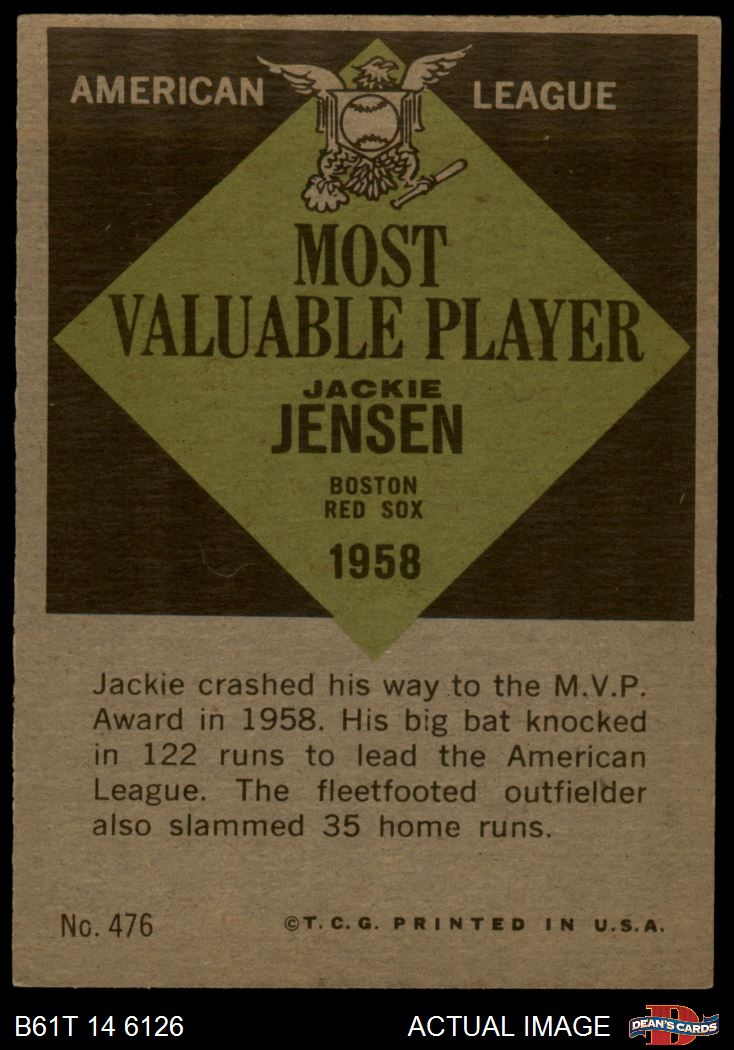 AMERICAN LEAGUE
MOST
VALUABLE PLAYER
JACKIE
JENSEN
BOSTON
RED SOX
1958
Jackie crashed his way to the M.V.P.
Award in 1958. His big bat knocked
in 122 runs to lead the American
League. The fleetfooted outfielder
also slammed 35 home runs.
No. 476 ©T.C.G. PRINTED IN U.S.A.
B61T 14 6126 ACTUAL IMAGE DEAN'S CARDS